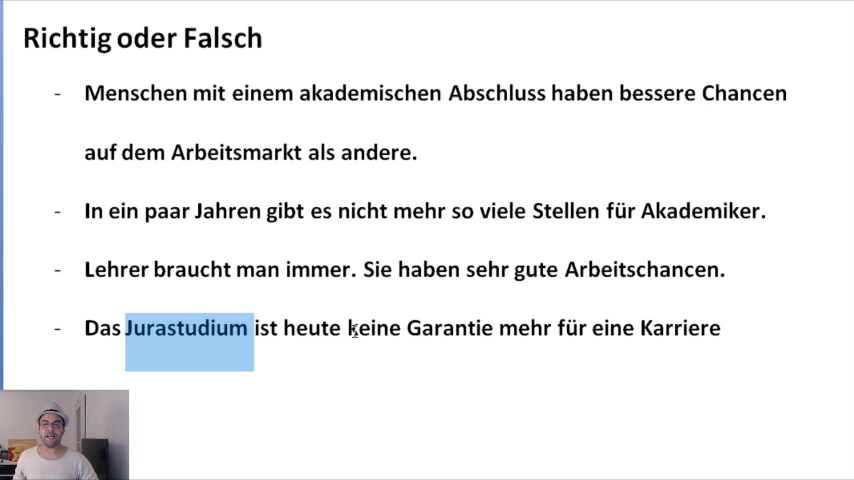 Richtig oder Falsch
- Menschen mit einem akademischen Abschluss haben bessere Chancen
auf dem Arbeitsmarkt als andere.
- In ein paar Jahren gibt es nicht mehr so viele Stellen für Akademiker.
- Lehrer braucht man immer. Sie haben sehr gute Arbeitschancen.
- Das Jurastudium ist heute keine Garantie mehr für eine Karriere